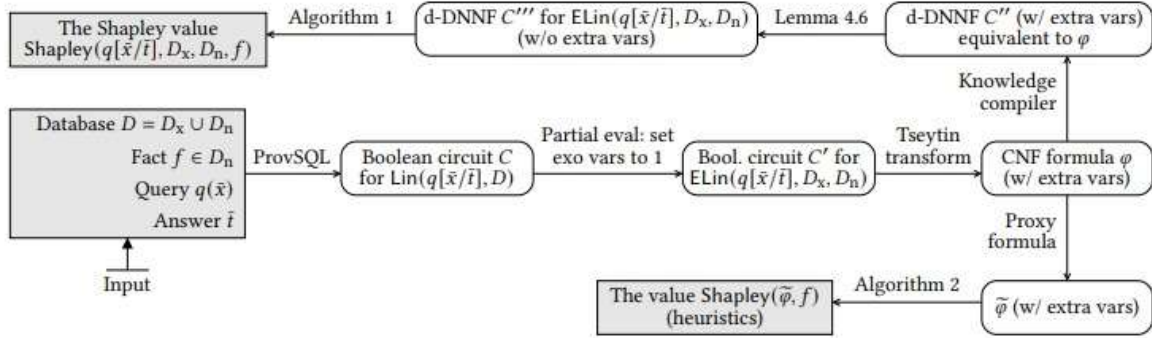 The Shapley value
Shapley(q[x̄/t̄], Dₓ, Dₙ, f)
Algorithm 1
d-DNNF C''' for ELin(q[x̄/t̄], Dₓ, Dₙ)
(w/o extra vars)
Lemma 4.6
d-DNNF C'' (w/ extra vars)
equivalent to φ
Knowledge
compiler
Database D = Dₓ ∪ Dₙ
Fact f ∈ Dₙ
Query q(x̄)
Answer t̄
Input
ProvSQL
Boolean circuit C
for Lin(q[x̄/t̄], D)
Partial eval: set
exo vars to 1
Bool. circuit C' for
ELin(q[x̄/t̄], Dₓ, Dₙ)
Tseytin
transform
CNF formula φ
(w/ extra vars)
Proxy
formula
φ̃ (w/ extra vars)
Algorithm 2
The value Shapley(φ̃, f)
(heuristics)